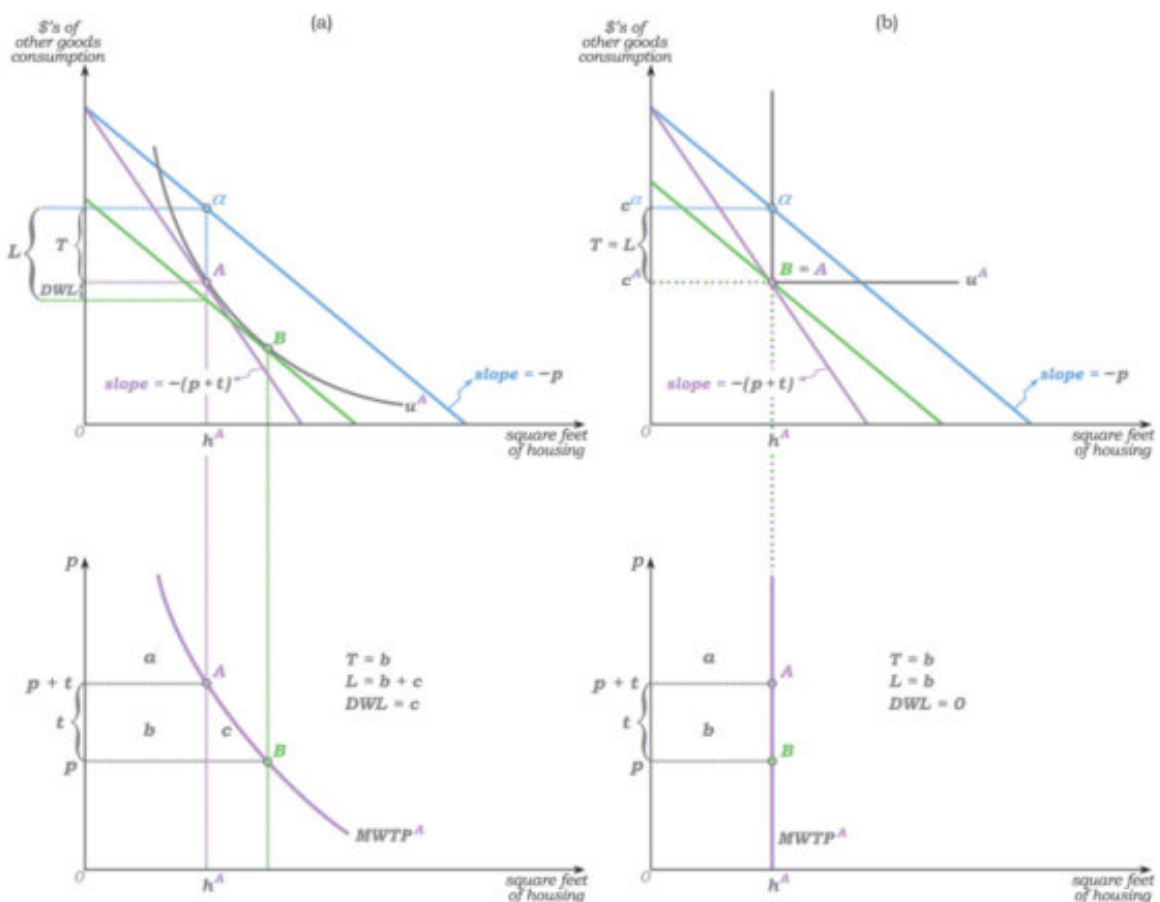 (a)
$'s of
other goods
consumption
α
L
T
A
DWL
B
slope = −(p + t)
slope = −p
u^A
0
h^A
square feet
of housing
p
a
A
p + t
t
b
c
B
p
T = b
L = b + c
DWL = c
MWTP^A
0
h^A
square feet
of housing
(b)
$'s of
other goods
consumption
c^α
α
T = L
c^A
B = A
u^A
slope = −(p + t)
slope = −p
0
h^A
square feet
of housing
p
a
A
p + t
t
b
B
p
T = b
L = b
DWL = 0
MWTP^A
0
h^A
square feet
of housing